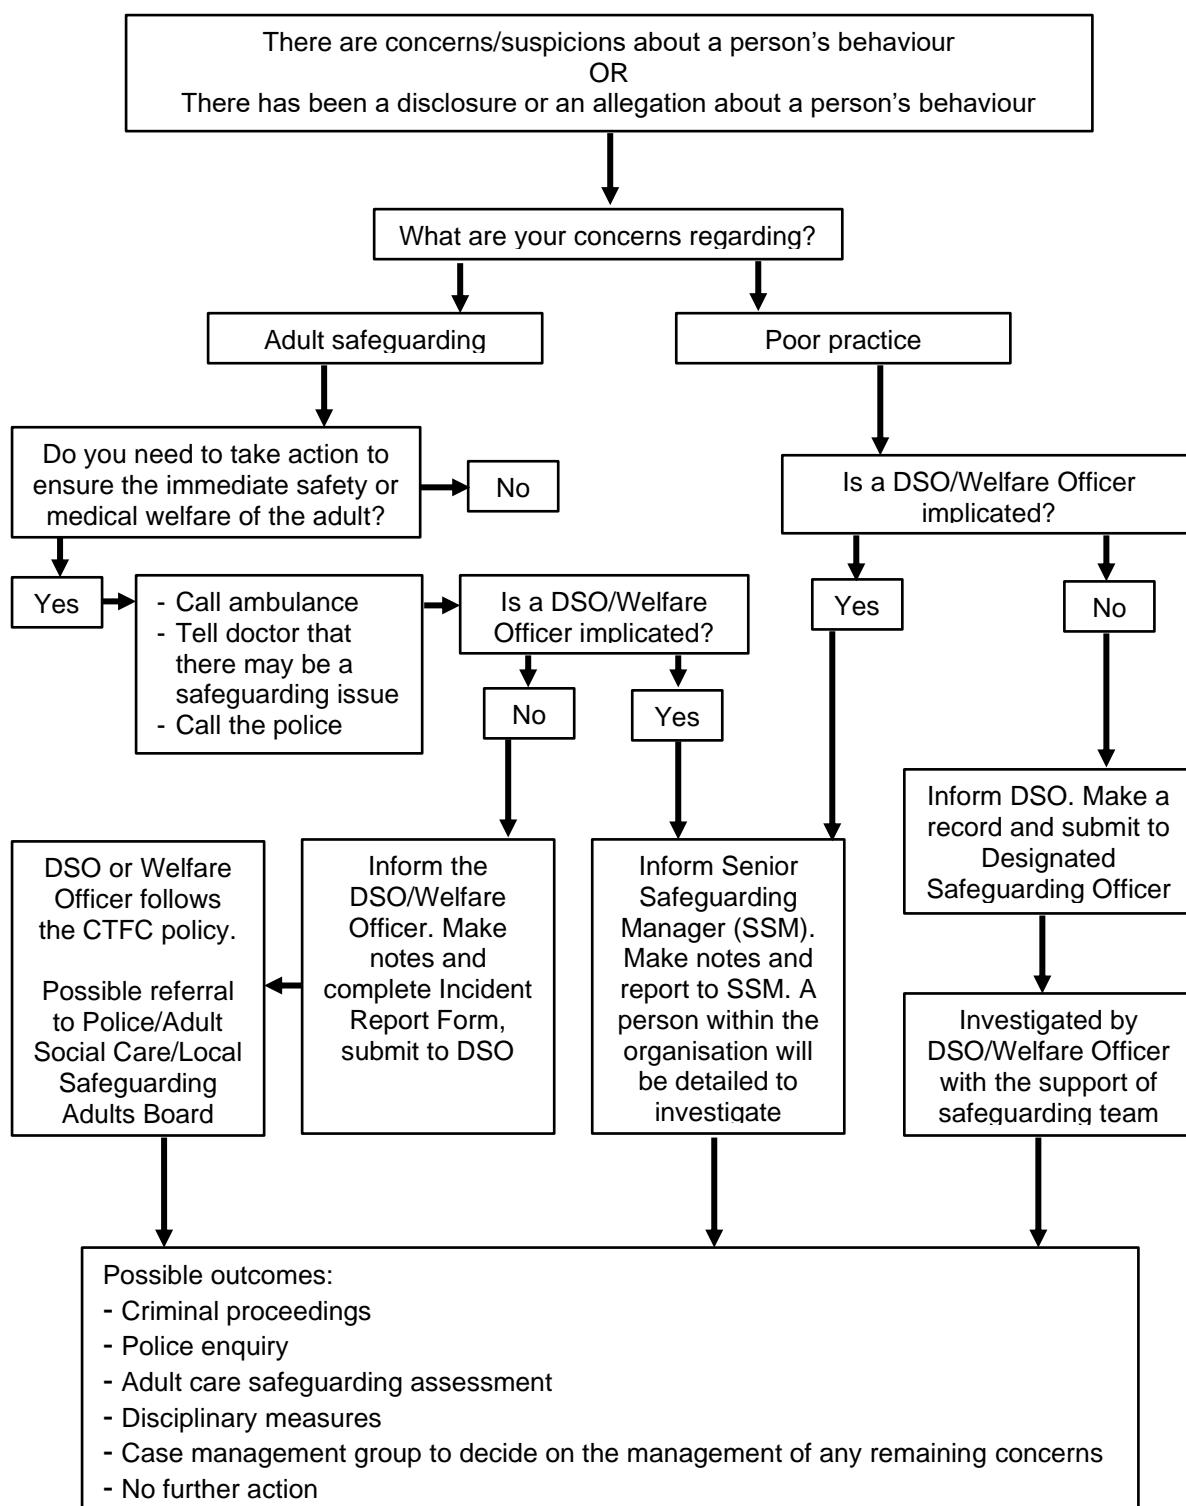 There are concerns/suspicions about a person’s behaviour
OR
There has been a disclosure or an allegation about a person’s behaviour
What are your concerns regarding?
Adult safeguarding
Poor practice
Do you need to take action to
ensure the immediate safety or
medical welfare of the adult?
No
Is a DSO/Welfare Officer
implicated?
Yes
- Call ambulance
- Tell doctor that
there may be a
safeguarding issue
- Call the police
Is a DSO/Welfare
Officer implicated?
Yes
No
No
Yes
Inform DSO. Make a
record and submit to
Designated
Safeguarding Officer
DSO or Welfare
Officer follows
the CTFC policy.
Possible referral
to Police/Adult
Social Care/Local
Safeguarding
Adults Board
Inform the
DSO/Welfare
Officer. Make
notes and
complete Incident
Report Form,
submit to DSO
Inform Senior
Safeguarding
Manager (SSM).
Make notes and
report to SSM. A
person within the
organisation will
be detailed to
investigate
Investigated by
DSO/Welfare Officer
with the support of
safeguarding team
Possible outcomes:
- Criminal proceedings
- Police enquiry
- Adult care safeguarding assessment
- Disciplinary measures
- Case management group to decide on the management of any remaining concerns
- No further action